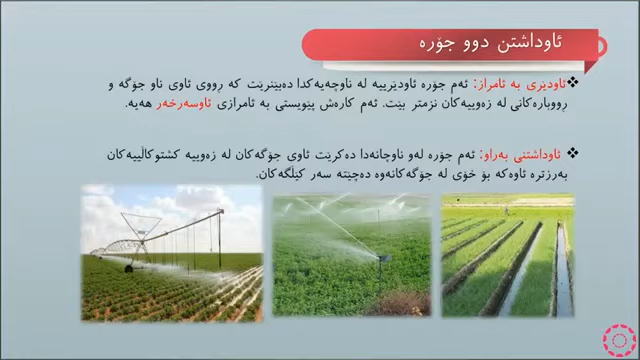 ئاوداشتن دوو جۆرە
❖ئاودێری بە ئامراز: ئەم جۆرە ئاودێرییە لە ناوچەیەکدا دەبێنرێت کە ڕووی ئاوی ناو جۆگە و
ڕووبارەکانی لە زەوییەکان نزمتر بێت. ئەم کارەش پێویستی بە ئامرازی ئاوسەرخەر هەیە.
❖ئاوداشتنی بەراو: ئەم جۆرە لەو ناوچانەدا دەکرێت ئاوی جۆگەکان لە زەوییە کشتوکاڵییەکان
بەرزترە ئاوەکە بۆ خۆی لە جۆگەکانەوە دەچێتە سەر کێڵگەکان.